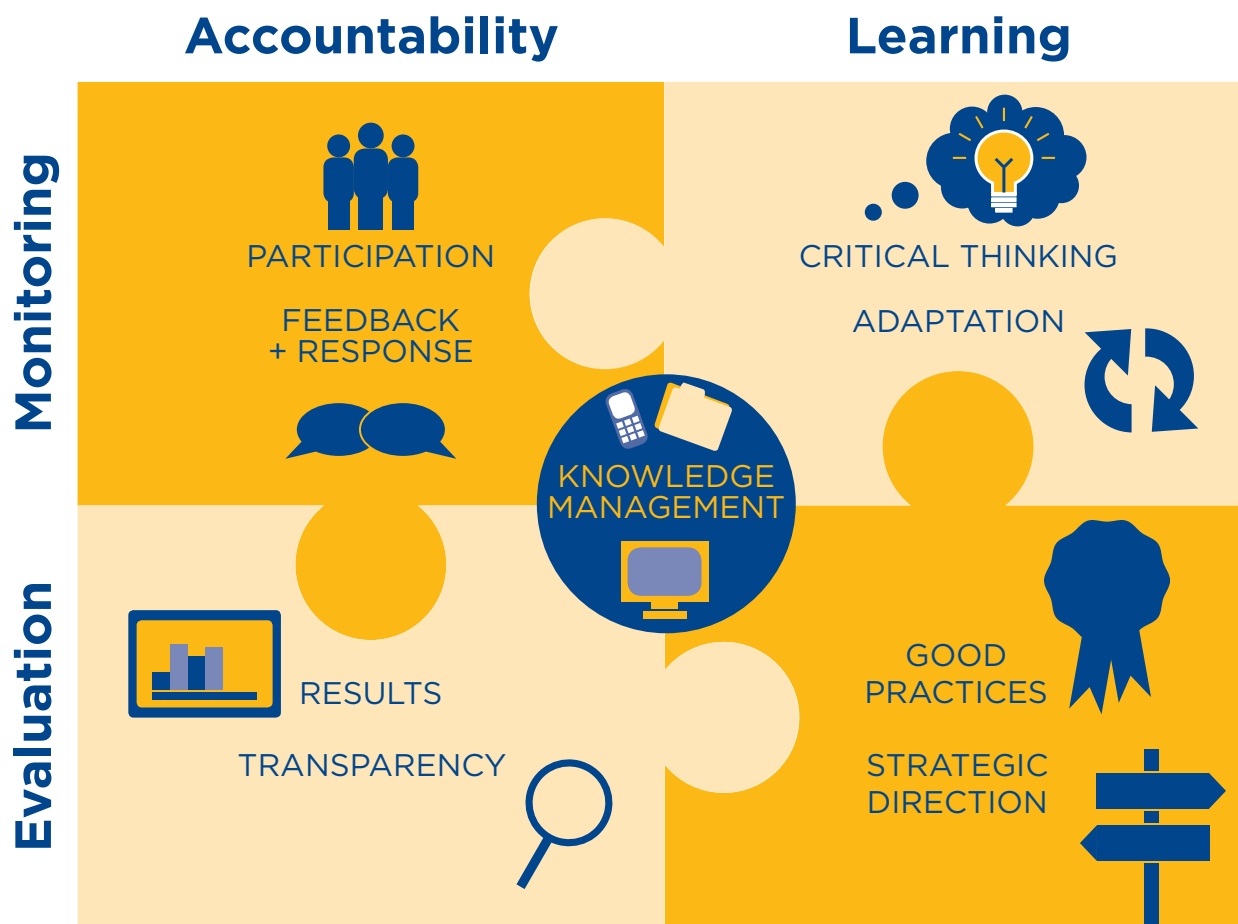 Accountability
Learning
Monitoring
PARTICIPATION
FEEDBACK
+ RESPONSE
CRITICAL THINKING
ADAPTATION
KNOWLEDGE
MANAGEMENT
Evaluation
RESULTS
TRANSPARENCY
GOOD
PRACTICES
STRATEGIC
DIRECTION